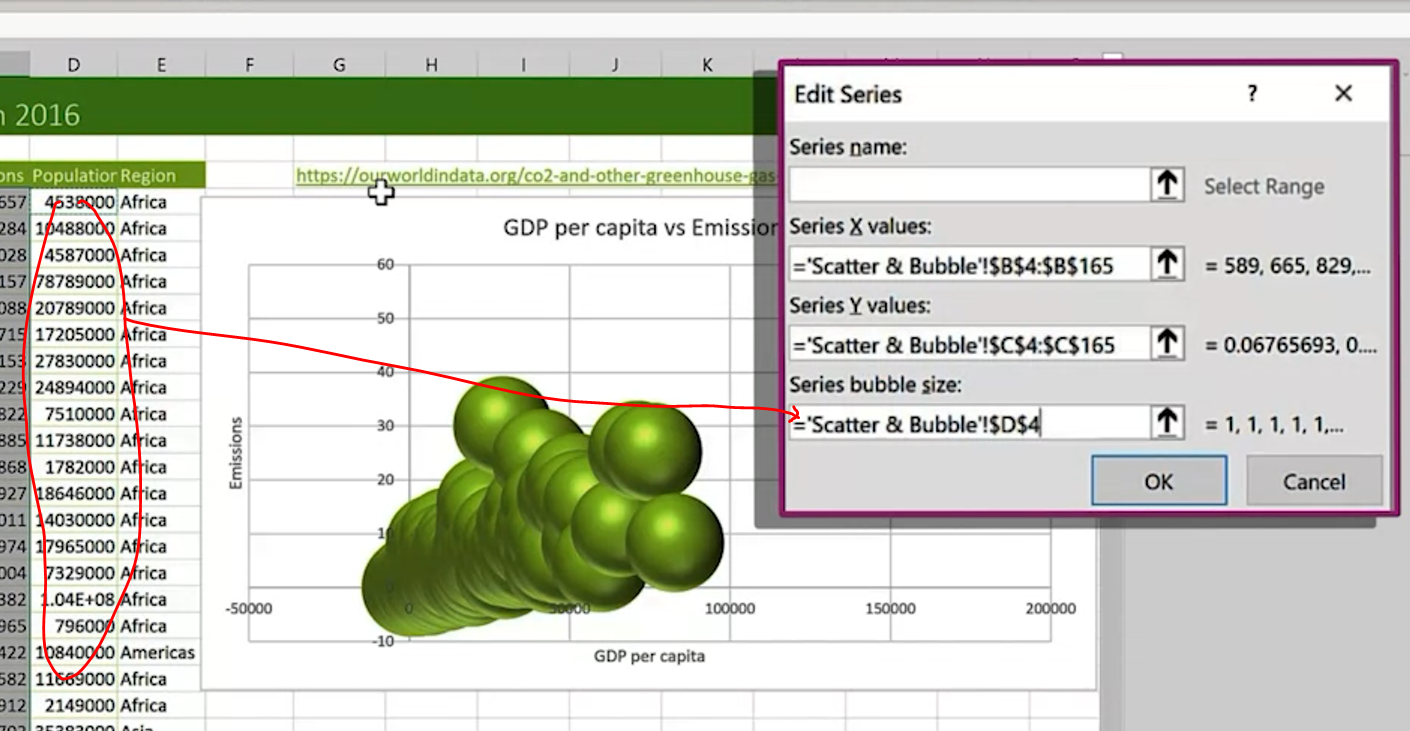 D E F G H I J K
n 2016
ons Population Region
https://ourworldindata.org/co2-and-other-greenhouse-gas-
657 4538000 Africa
284 10488000 Africa
028 4587000 Africa
157 78789000 Africa
088 20789000 Africa
715 17205000 Africa
153 27830000 Africa
229 24894000 Africa
822 7510000 Africa
885 11738000 Africa
868 1782000 Africa
927 18646000 Africa
011 14030000 Africa
974 17965000 Africa
004 7329000 Africa
382 1.04E+08 Africa
965 796000 Africa
422 10840000 Americas
582 11669000 Africa
912 2149000 Africa
35383000 Asia
GDP per capita vs Emission
60
50
40
30
20
10
0
-10
Emissions
-50000 0 50000 100000 150000 200000
GDP per capita
Edit Series ? ×
Series name:
Select Range
Series X values:
='Scatter & Bubble'!$B$4:$B$165 = 589, 665, 829,...
Series Y values:
='Scatter & Bubble'!$C$4:$C$165 = 0.06765693, 0....
Series bubble size:
='Scatter & Bubble'!$D$4 = 1, 1, 1, 1, 1,...
OK Cancel